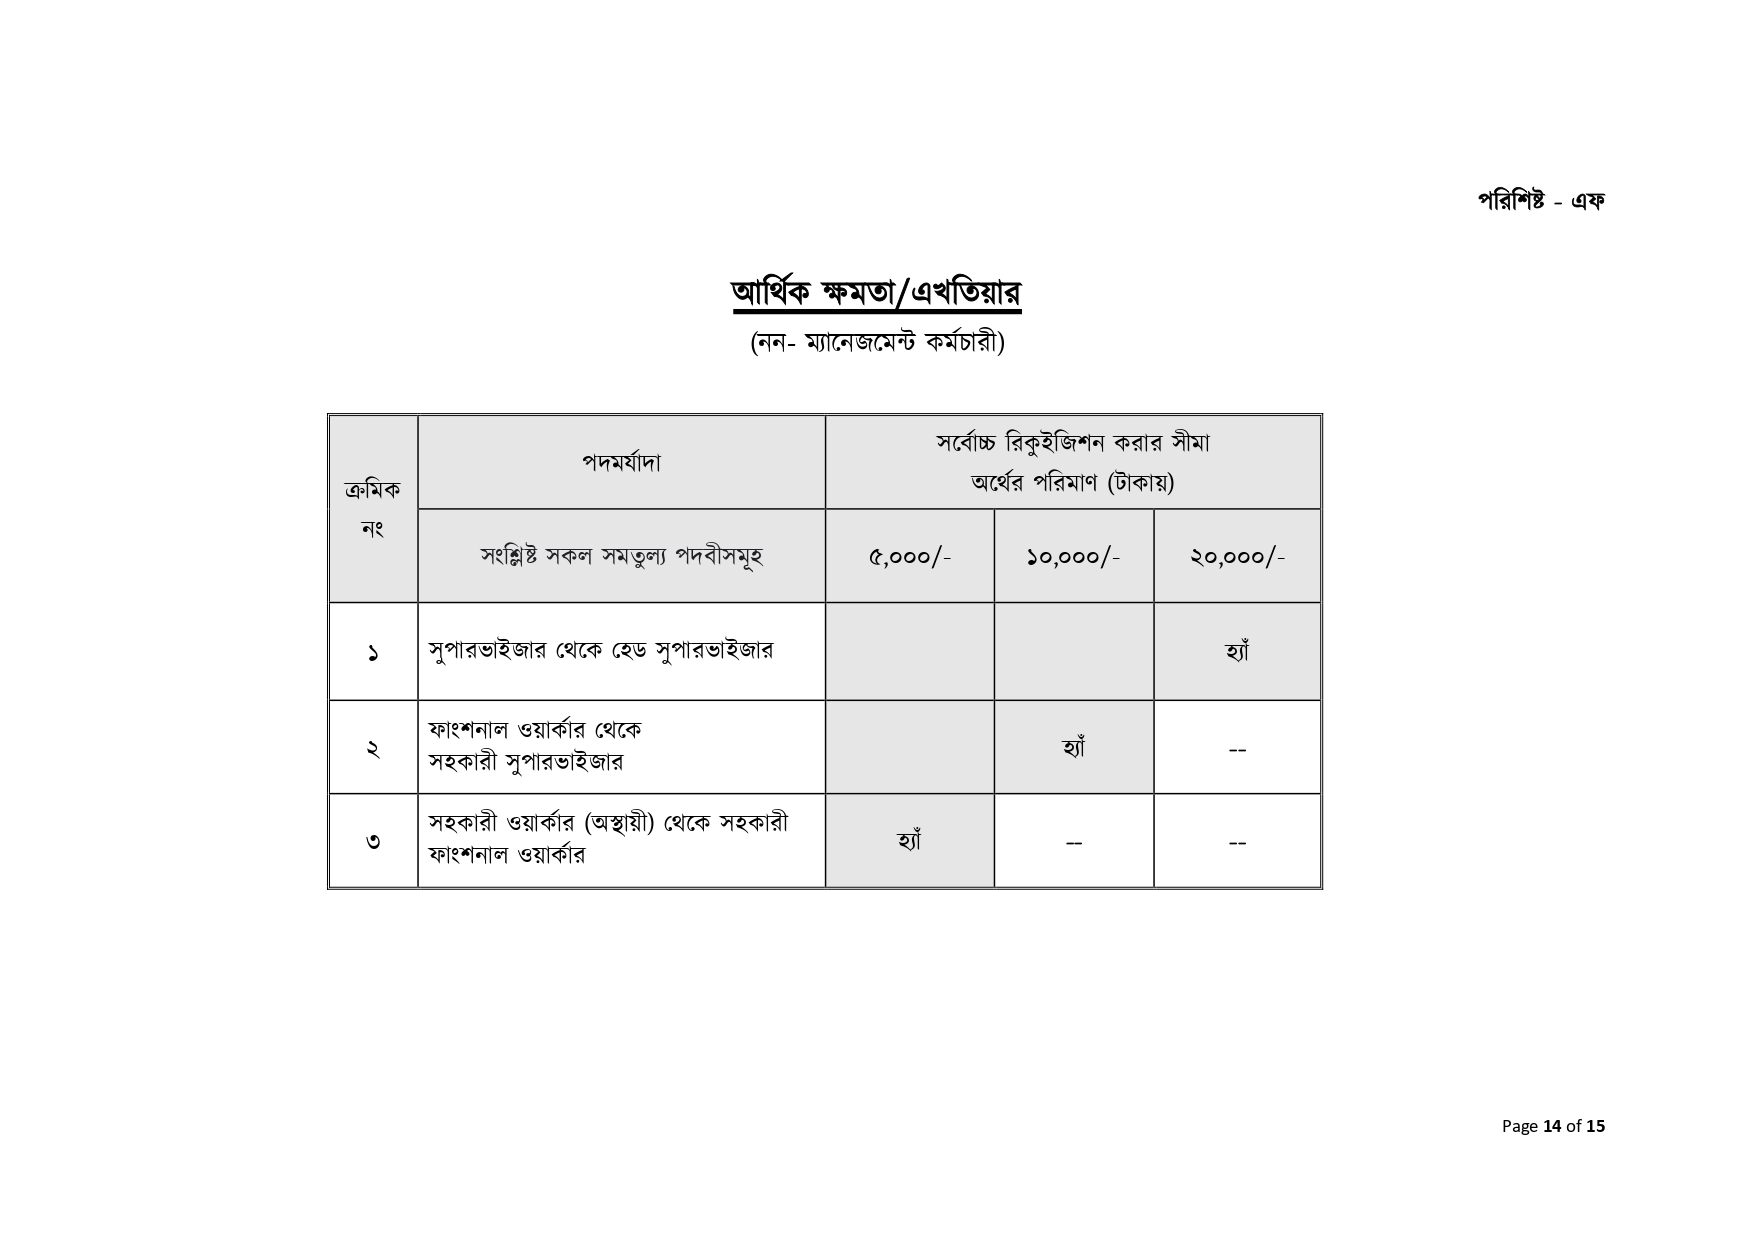 পরিশিষ্ট - এফ
আর্থিক ক্ষমতা/এখতিয়ার
(নন- ম্যানেজমেন্ট কর্মচারী)
ক্রমিক
নং
পদমর্যাদা
সর্বোচ্চ রিকুইজিশন করার সীমা
অর্থের পরিমাণ (টাকায়)
সংশ্লিষ্ট সকল সমতুল্য পদবীসমূহ
৫,০০০/-
১০,০০০/-
২০,০০০/-
১
সুপারভাইজার থেকে হেড সুপারভাইজার
হ্যাঁ
২
ফাংশনাল ওয়ার্কার থেকে
সহকারী সুপারভাইজার
হ্যাঁ
--
৩
সহকারী ওয়ার্কার (অস্থায়ী) থেকে সহকারী
ফাংশনাল ওয়ার্কার
হ্যাঁ
--
--
Page 14 of 15